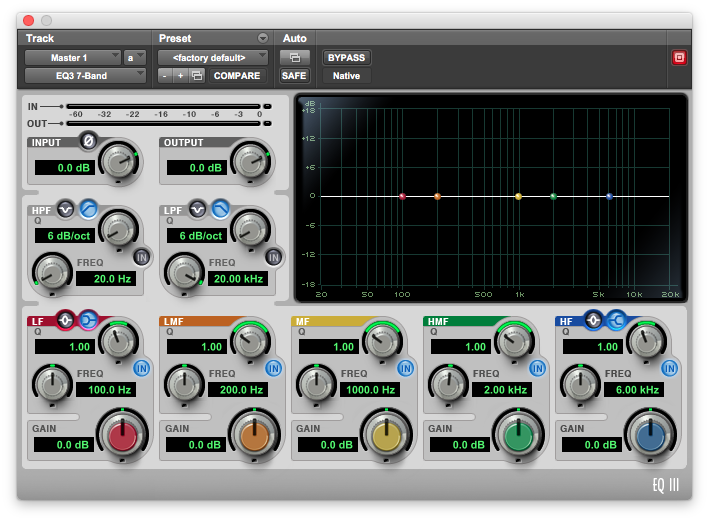 Track Preset Auto
Master 1 a <factory default> BYPASS
EQ3 7-Band - + COMPARE SAFE Native
IN
-60 -32 -22 -16 -6 -3 0
OUT
INPUT Ø OUTPUT
0.0 dB 0.0 dB
HPF LPF
Q Q
6 dB/oct 6 dB/oct
IN IN
FREQ FREQ
20.0 Hz 20.00 kHz
dB
+18
+12
+6
0
-6
-12
-18
20 50 100 500 1k 5k 10k 20k
LF LMF MF HMF HF
Q Q Q Q Q
1.00 1.00 1.00 1.00 1.00
IN IN IN IN IN
FREQ FREQ FREQ FREQ FREQ
100.0 Hz 200.0 Hz 1000.0 Hz 2.00 kHz 6.00 kHz
GAIN GAIN GAIN GAIN GAIN
0.0 dB 0.0 dB 0.0 dB 0.0 dB 0.0 dB
EQ III